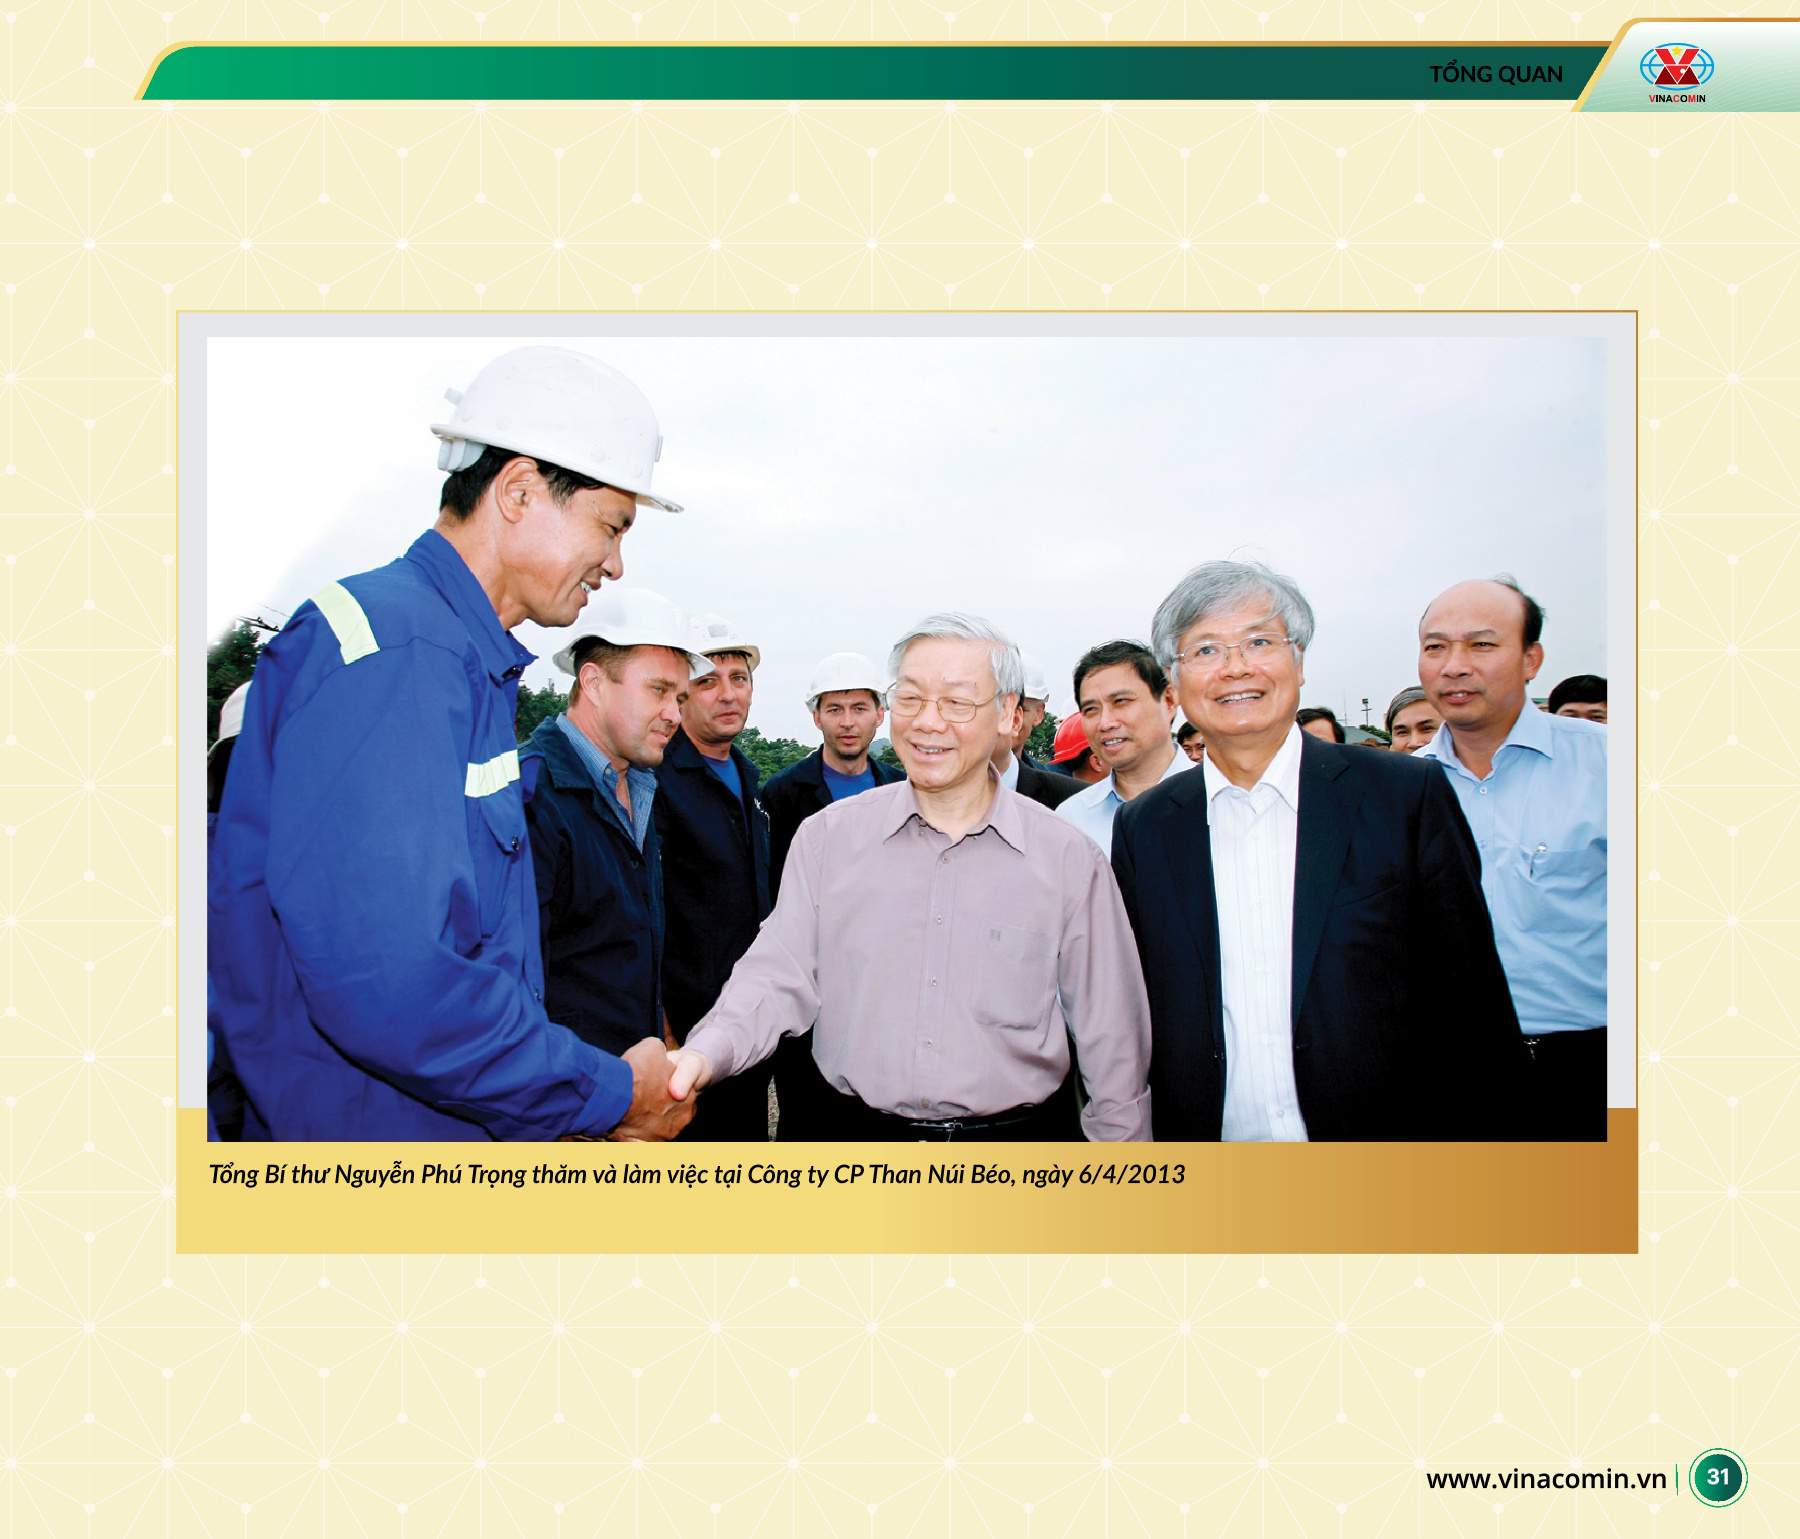 TỔNG QUAN
VINACOMIN
Tổng Bí thư Nguyễn Phú Trọng thăm và làm việc tại Công ty CP Than Núi Béo, ngày 6/4/2013
www.vinacomin.vn
31